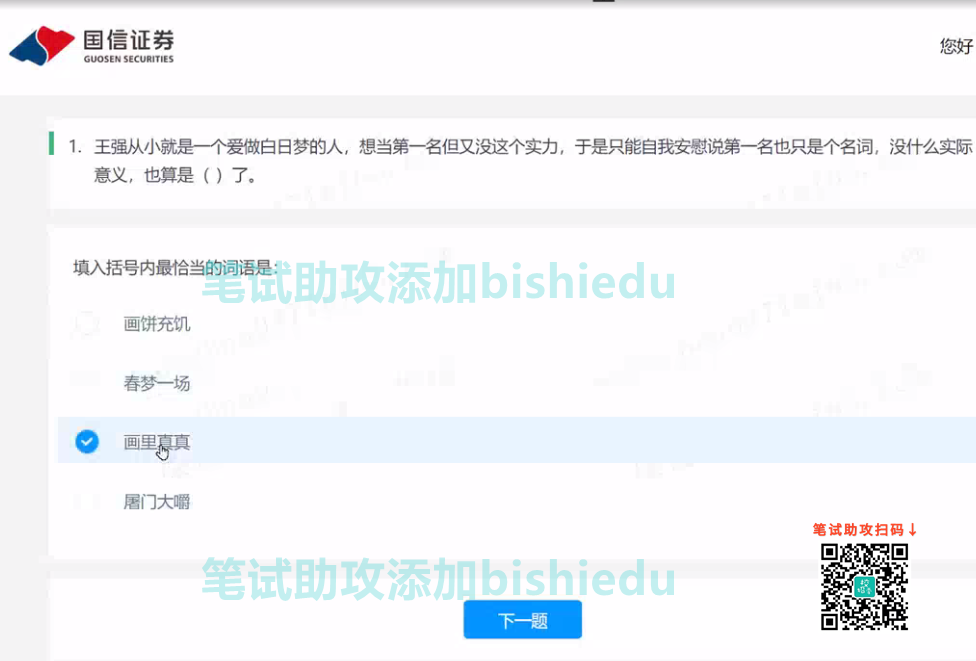 国信证券
GUOSEN SECURITIES
您好
1. 王强从小就是一个爱做白日梦的人，想当第一名但又没这个实力，于是只能自我安慰说第一名也只是个名词，没什么实际
意义，也算是（ ）了。
填入括号内最恰当的词语是：
笔试助攻添加bishiedu
画饼充饥
春梦一场
画里真真
屠门大嚼
笔试助攻扫码↓
笔试助攻添加bishiedu
下一题